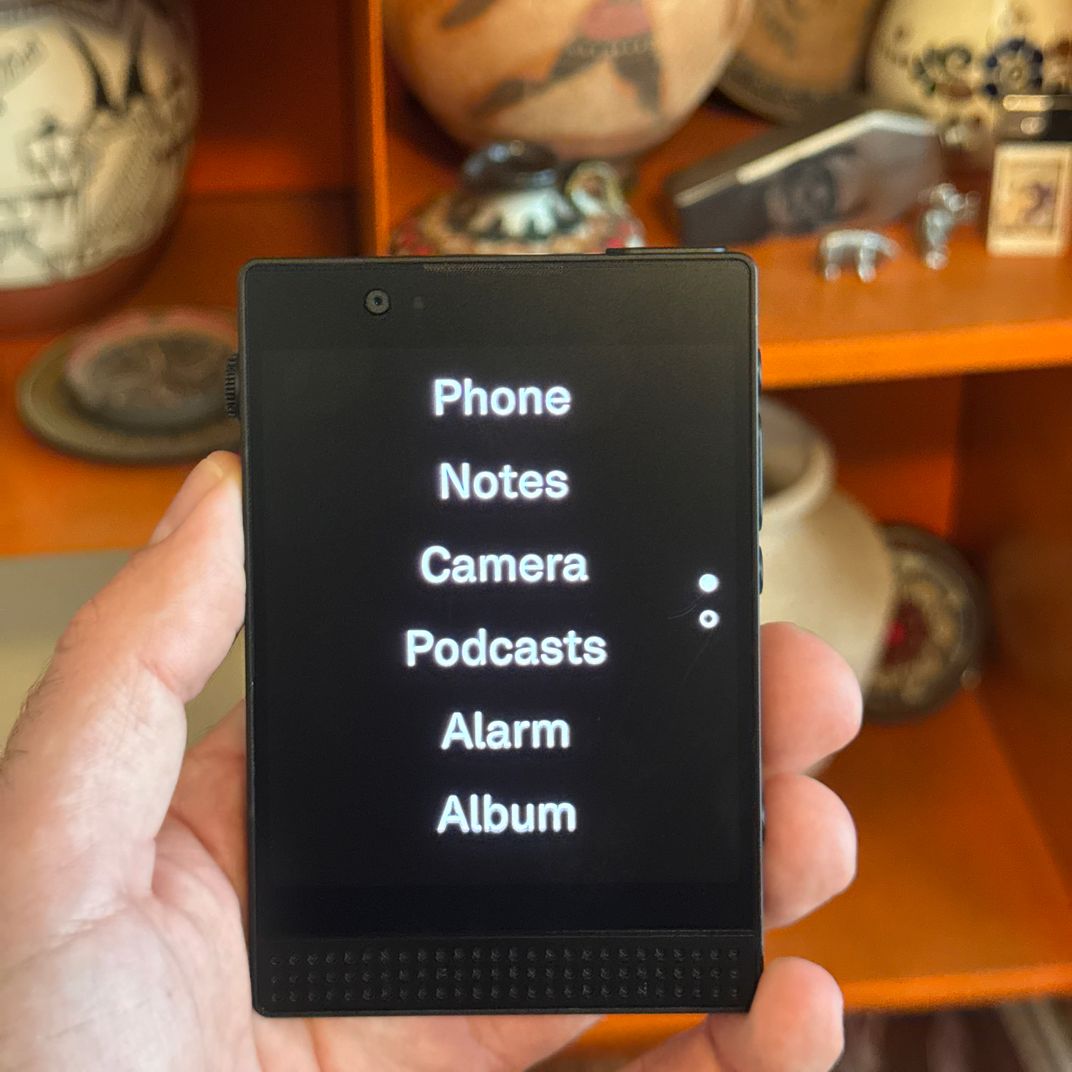 Phone
Notes
Camera
Podcasts
Alarm
Album